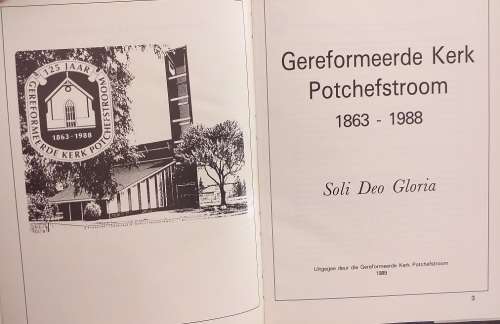 125 JAAR
GEREFORMEERDE KERK POTCHEFSTROOM
1863 - 1988
Gereformeerde Kerk
Potchefstroom
1863 - 1988
Soli Deo Gloria
Uitgegee deur die Gereformeerde Kerk Potchefstroom
1989
3